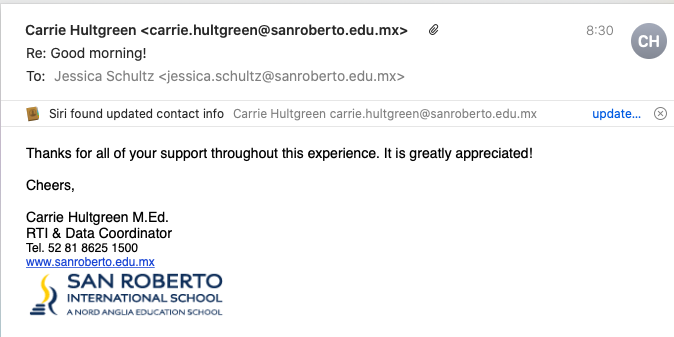 Carrie Hultgreen <carrie.hultgreen@sanroberto.edu.mx>
8:30
CH
Re: Good morning!
To: Jessica Schultz <jessica.schultz@sanroberto.edu.mx>
Siri found updated contact info Carrie Hultgreen carrie.hultgreen@sanroberto.edu.mx update...
Thanks for all of your support throughout this experience. It is greatly appreciated!
Cheers,
Carrie Hultgreen M.Ed.
RTI & Data Coordinator
Tel. 52 81 8625 1500
www.sanroberto.edu.mx
SAN ROBERTO
INTERNATIONAL SCHOOL
A NORD ANGLIA EDUCATION SCHOOL